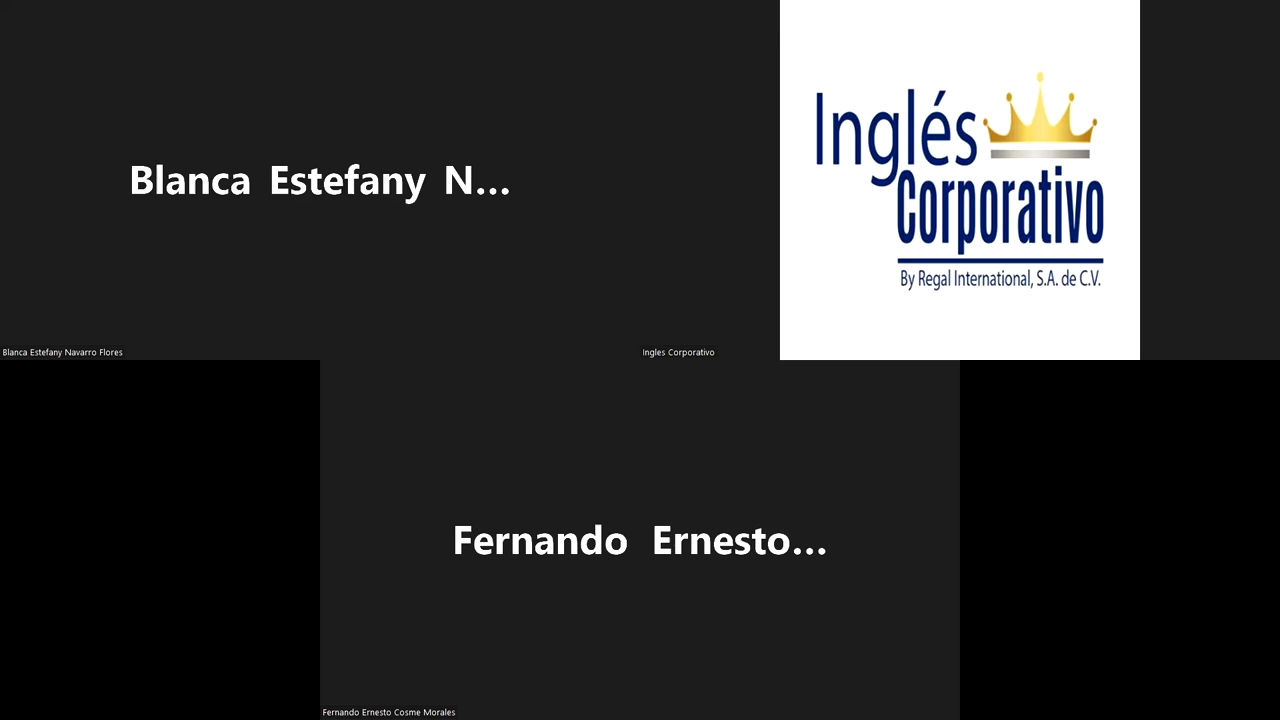 Blanca Estefany N...
Inglés
Corporativo
By Regal International, S.A. de C.V.
Blanca Estefany Navarro Flores
Ingles Corporativo
Fernando Ernesto...
Fernando Ernesto Cosme Morales